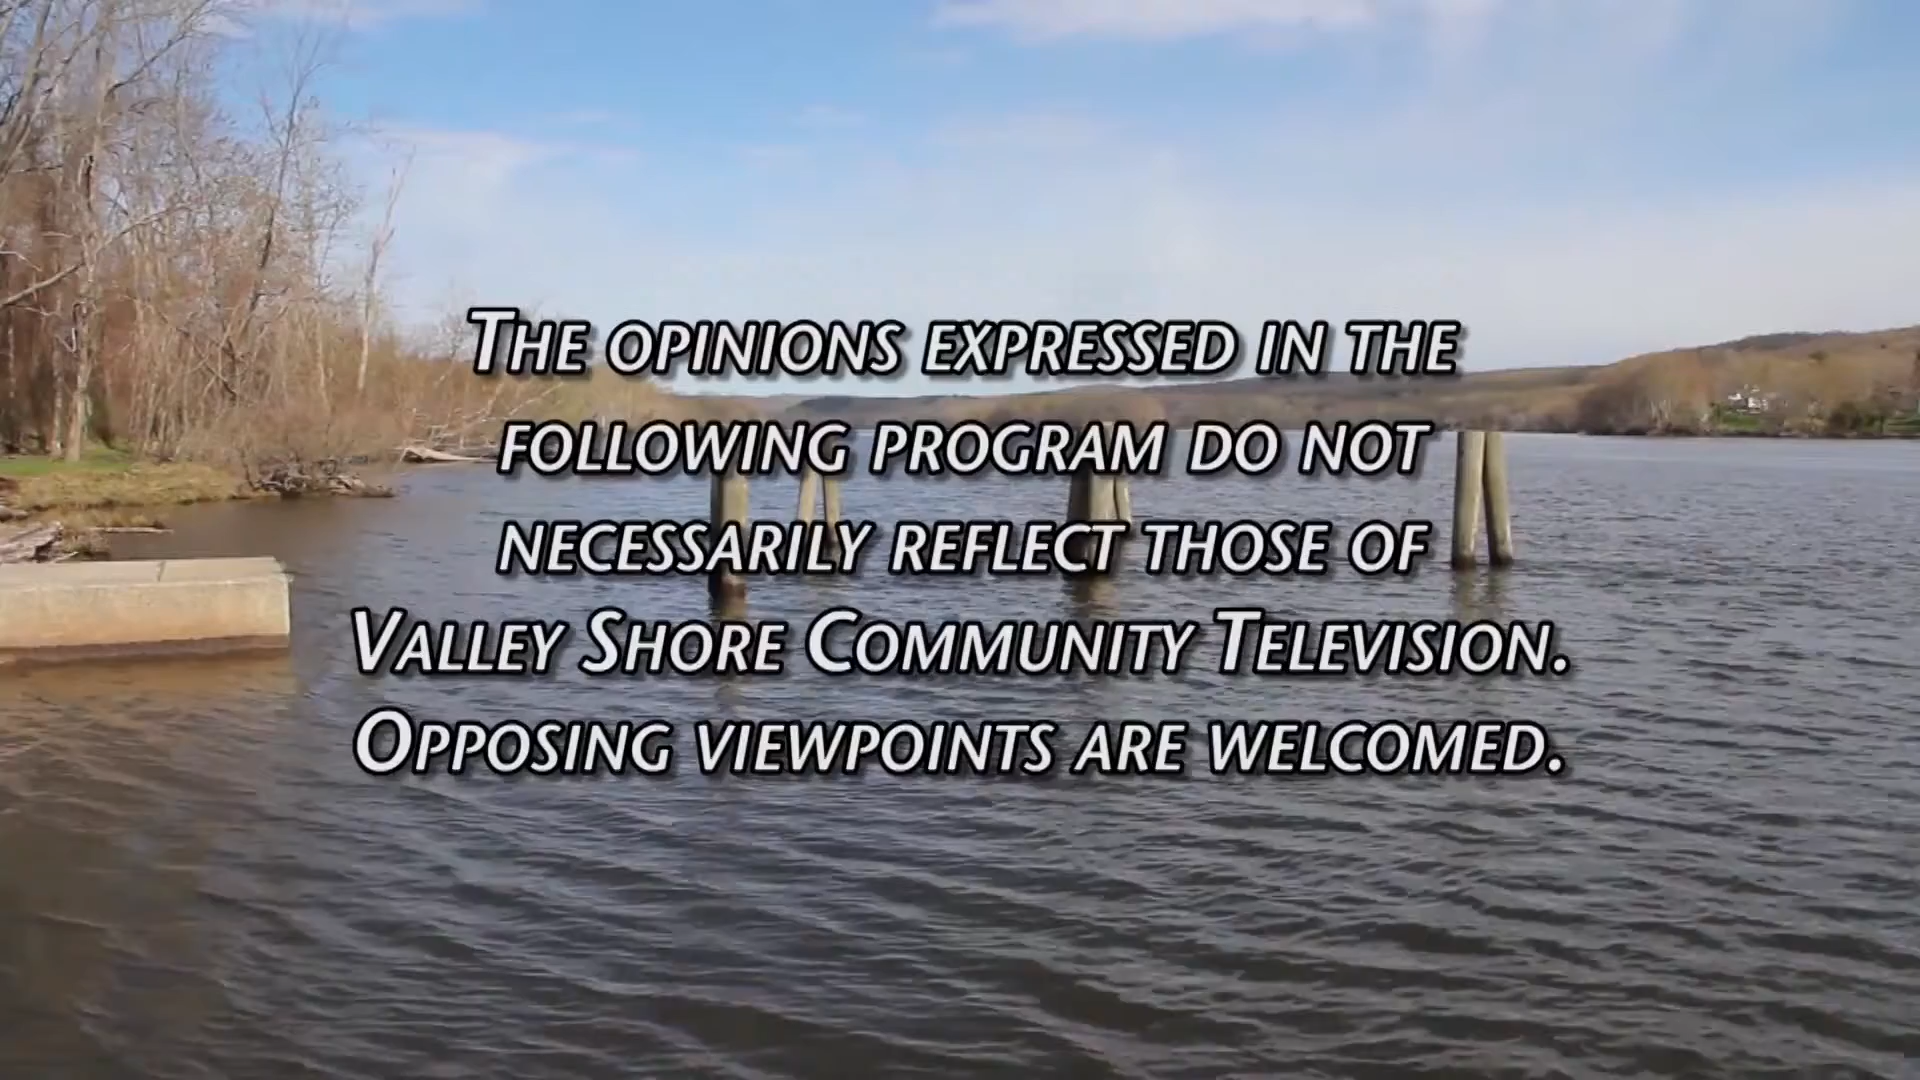 The opinions expressed in the
following program do not
necessarily reflect those of
Valley Shore Community Television.
Opposing viewpoints are welcomed.